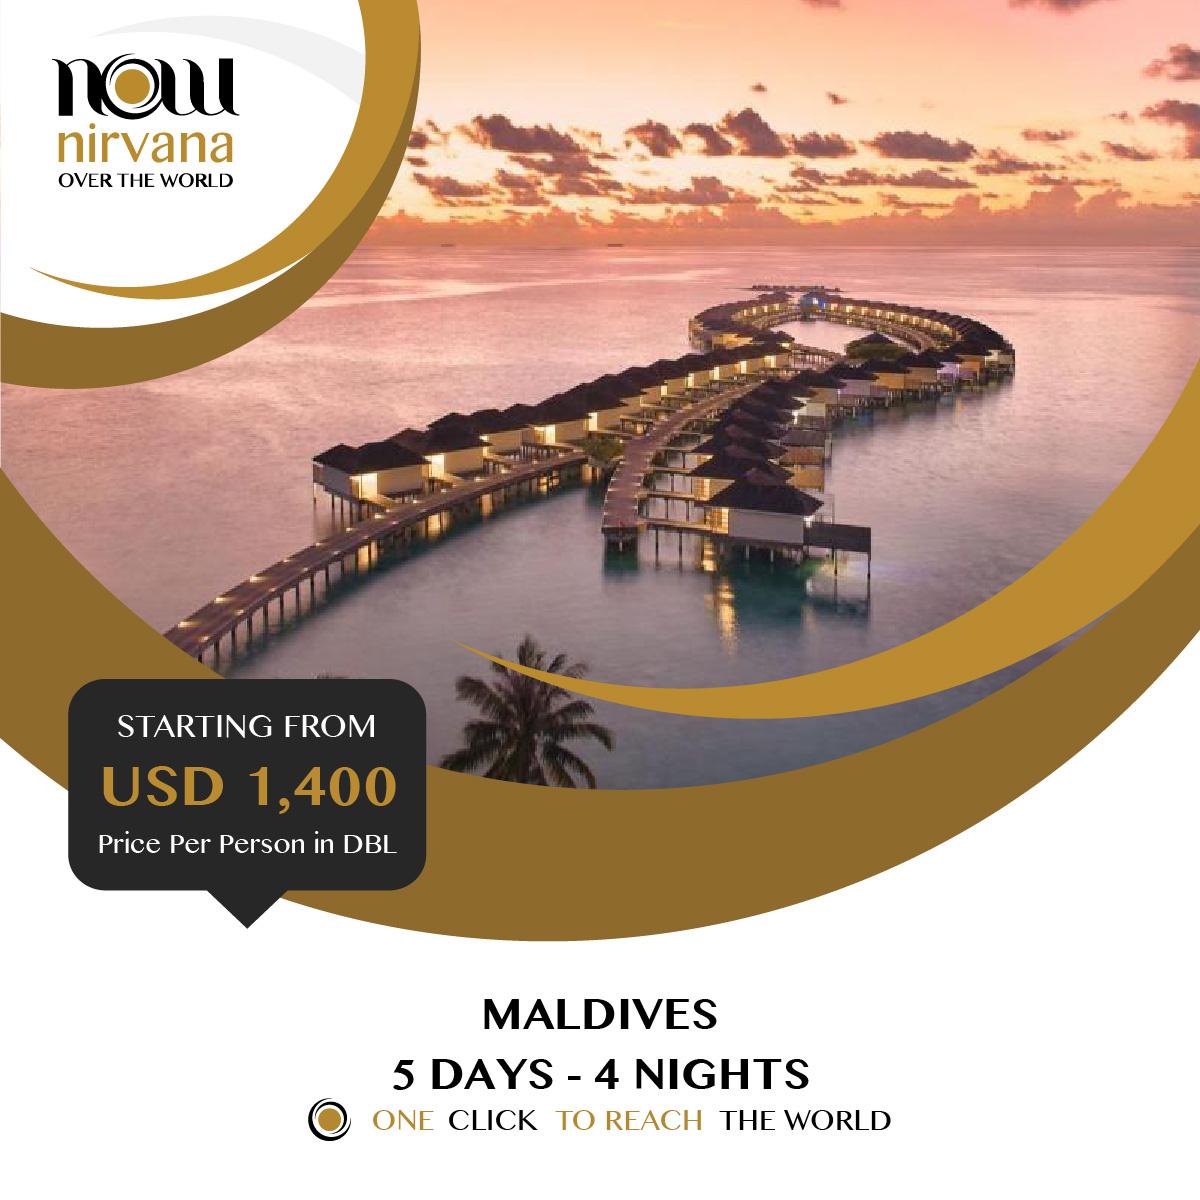 now
nirvana
OVER THE WORLD
STARTING FROM
USD 1,400
Price Per Person in DBL
MALDIVES
5 DAYS - 4 NIGHTS
ONE CLICK TO REACH THE WORLD